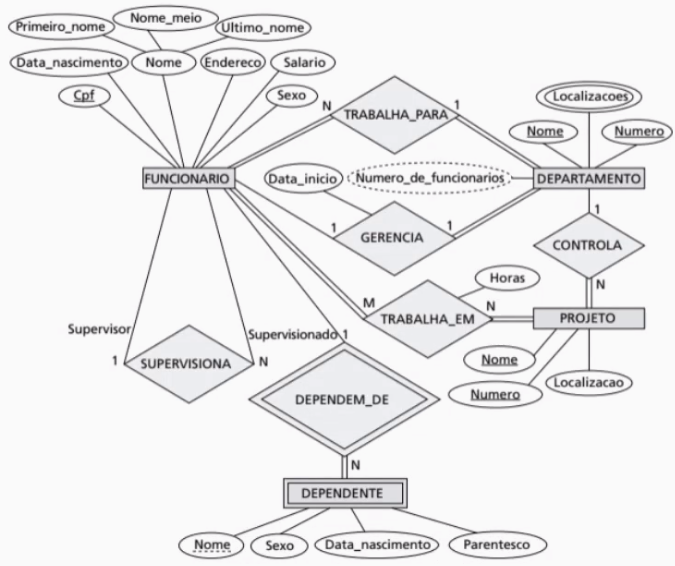 Nome_meio
Primeiro_nome
Ultimo_nome
Data_nascimento
Nome
Endereco
Salario
Cpf
Sexo
Localizacoes
Nome
Numero
N
TRABALHA_PARA
1
FUNCIONARIO
Data_inicio
Numero_de_funcionarios
DEPARTAMENTO
1
GERENCIA
1
1
CONTROLA
N
Horas
M
TRABALHA_EM
N
PROJETO
Nome
Numero
Localizacao
Supervisor
Supervisionado
1
1
SUPERVISIONA
N
DEPENDEM_DE
N
DEPENDENTE
Nome
Sexo
Data_nascimento
Parentesco